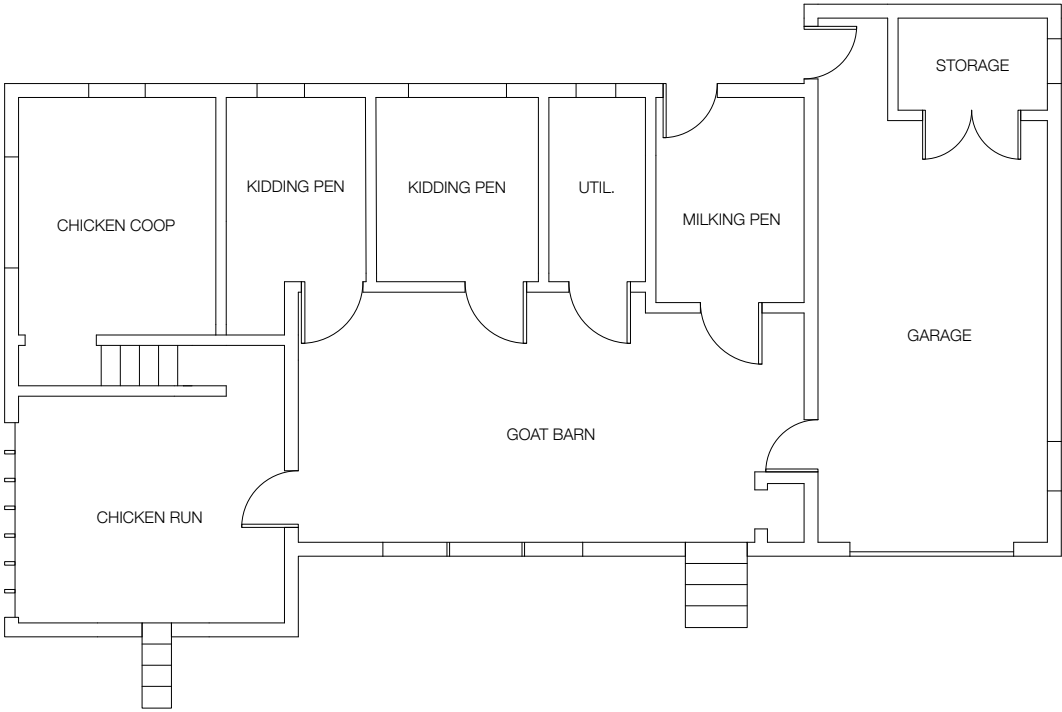 STORAGE
KIDDING PEN
KIDDING PEN
UTIL.
CHICKEN COOP
MILKING PEN
GARAGE
GOAT BARN
CHICKEN RUN